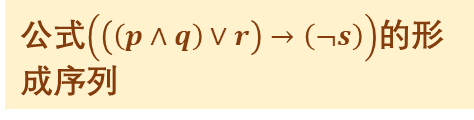 公式(((p ∧ q) ∨ r) → (¬s))的形
成序列